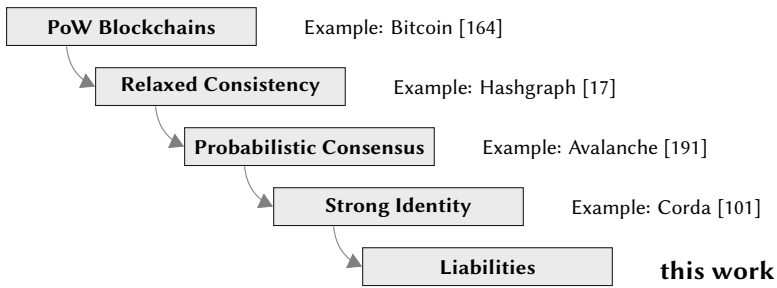 PoW Blockchains Example: Bitcoin [164]
Relaxed Consistency Example: Hashgraph [17]
Probabilistic Consensus Example: Avalanche [191]
Strong Identity Example: Corda [101]
Liabilities this work